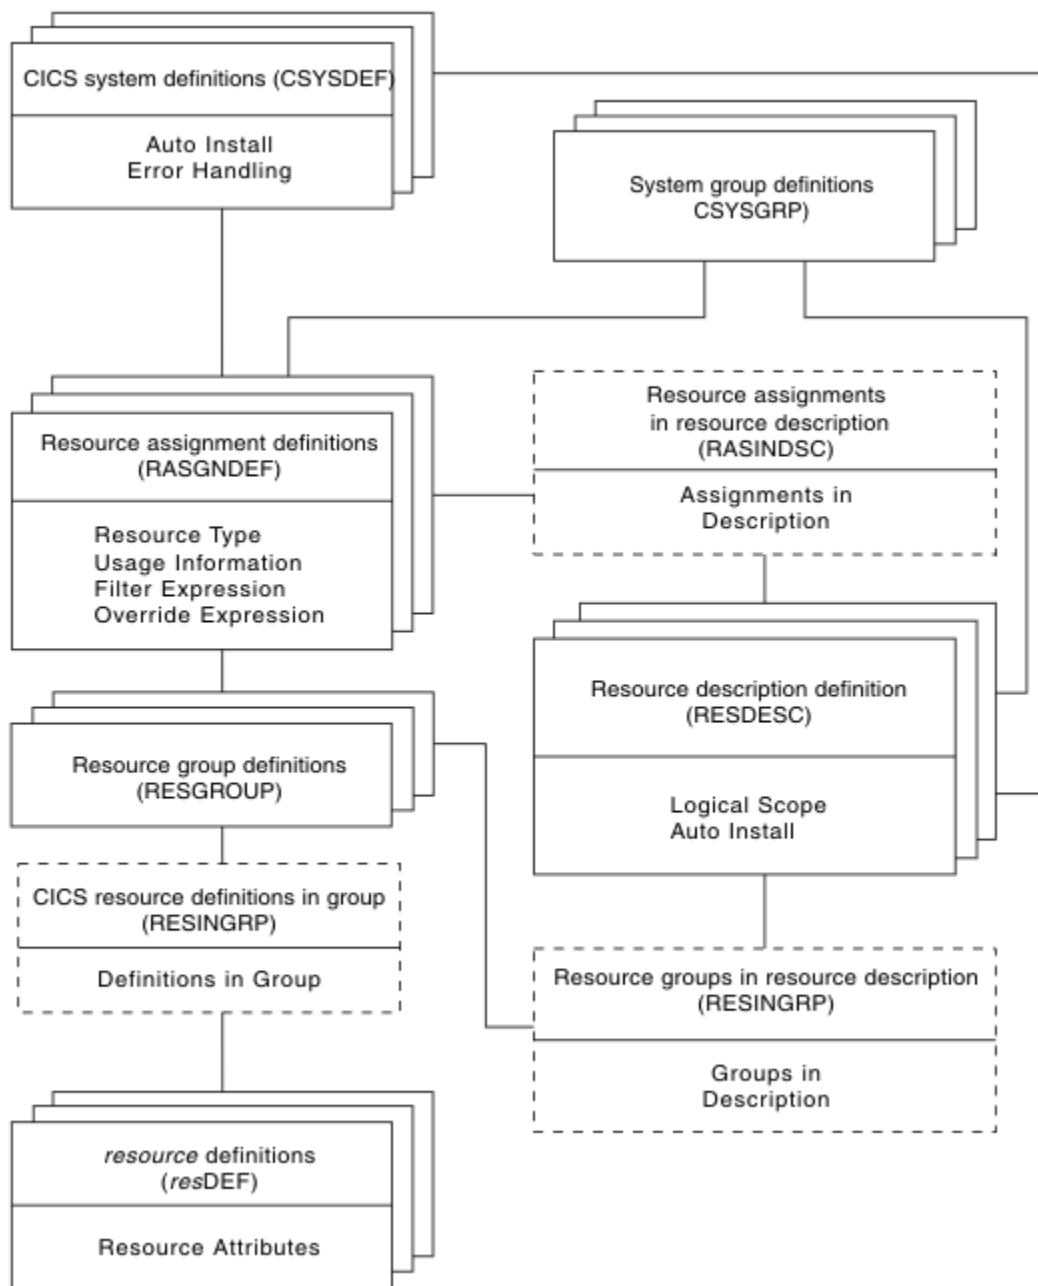 CICS system definitions (CSYSDEF)
Auto Install
Error Handling
System group definitions
CSYSGRP)
Resource assignment definitions
(RASGNDEF)
Resource Type
Usage Information
Filter Expression
Override Expression
Resource assignments
in resource description
(RASINDSC)
Assignments in
Description
Resource group definitions
(RESGROUP)
Resource description definition
(RESDESC)
Logical Scope
Auto Install
CICS resource definitions in group
(RESINGRP)
Definitions in Group
Resource groups in resource description
(RESINGRP)
Groups in
Description
resource definitions
(resDEF)
Resource Attributes